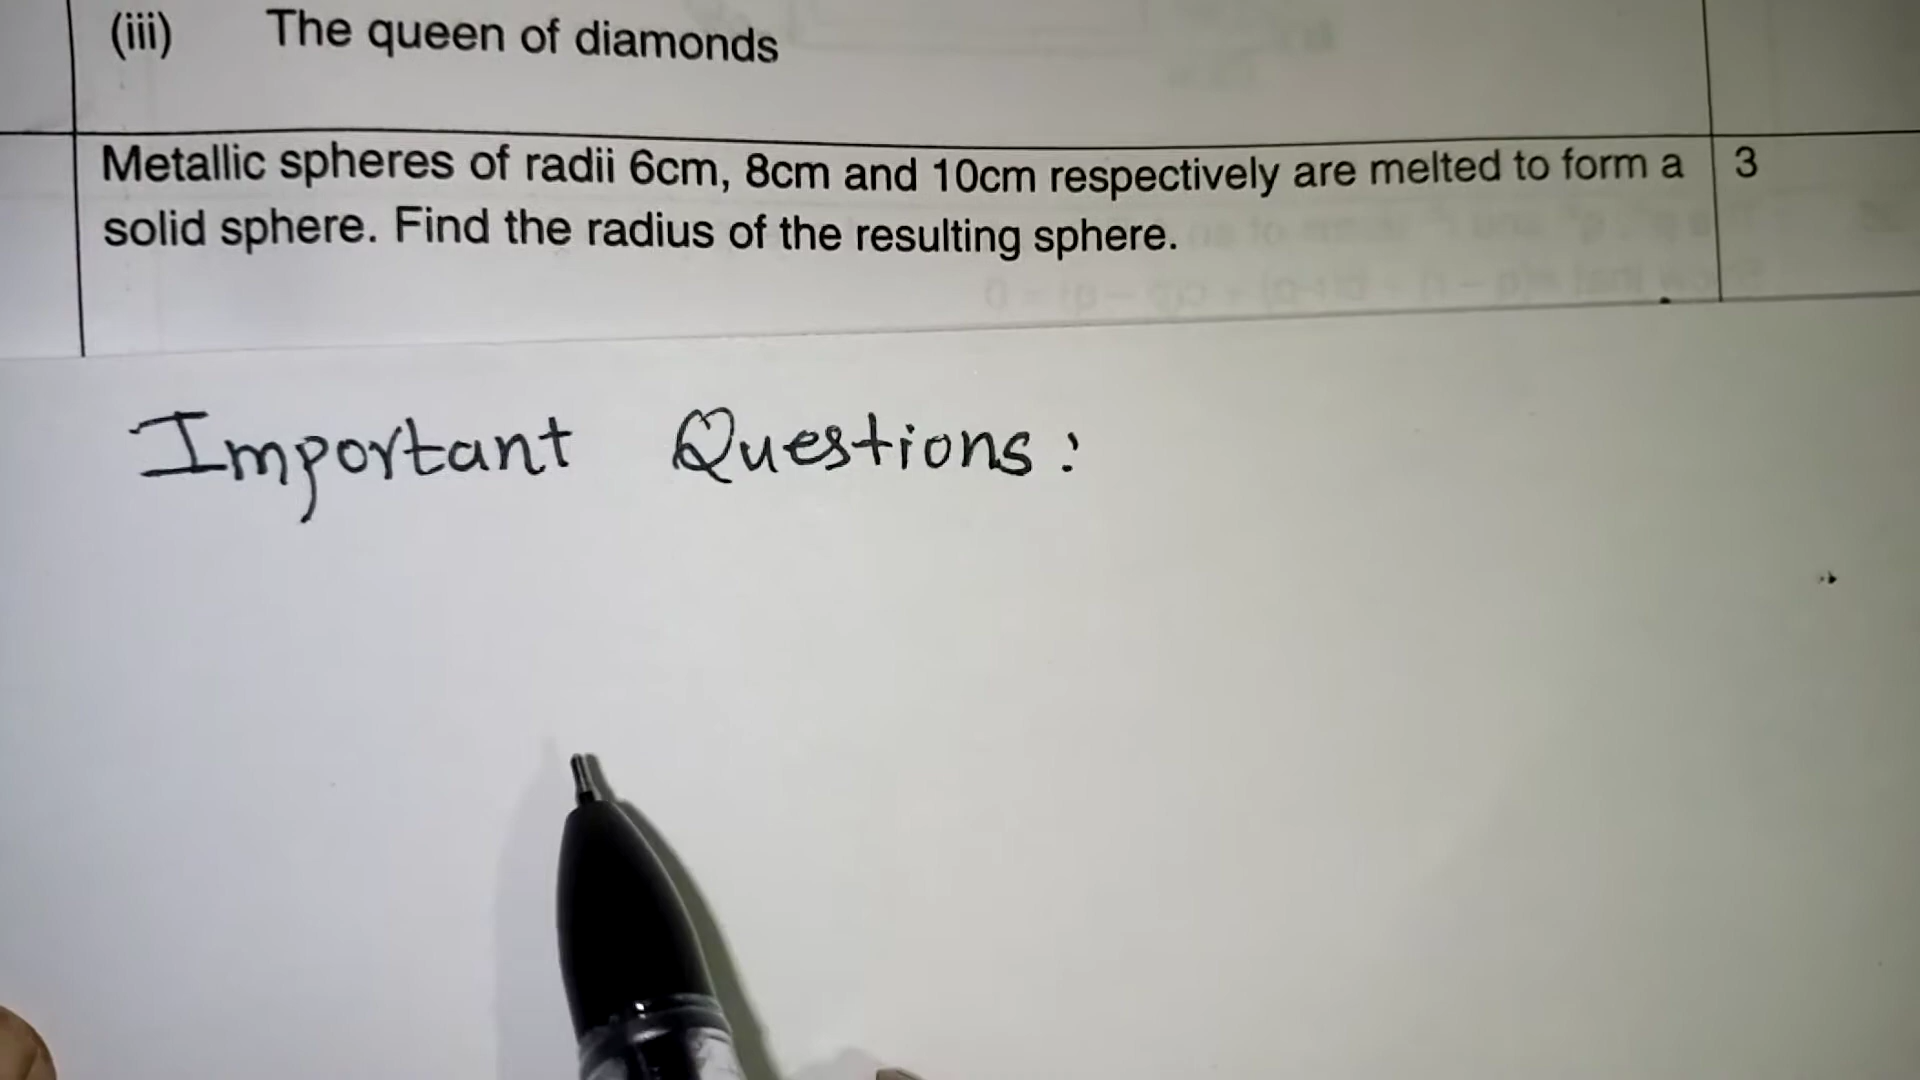 (iii) The queen of diamonds
Metallic spheres of radii 6cm, 8cm and 10cm respectively are melted to form a 3
solid sphere. Find the radius of the resulting sphere.
Important Questions: